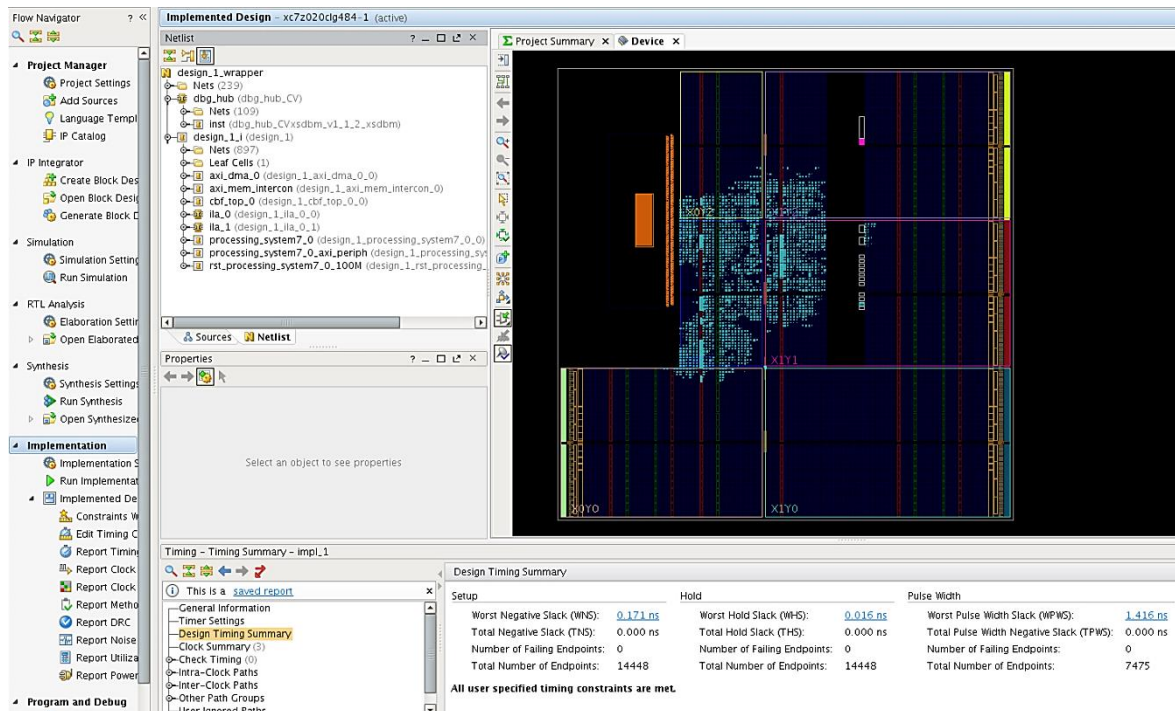 Flow Navigator ? «
Project Manager
Project Settings
Add Sources
Language Templ
IP Catalog
IP Integrator
Create Block Des
Open Block Desig
Generate Block D
Simulation
Simulation Setting
Run Simulation
RTL Analysis
Elaboration Settin
Open Elaborated
Synthesis
Synthesis Settings
Run Synthesis
Open Synthesize
Implementation
Implementation S
Run Implementat
Implemented De
Constraints W
Edit Timing C
Report Timing
Report Clock
Report Clock
Report Metho
Report DRC
Report Noise
Report Utiliza
Report Power
Program and Debug
Implemented Design - xc7z020clg484-1 (active)
Netlist
design_1_wrapper
Nets (239)
dbg_hub (dbg_hub_CV)
Nets (109)
inst (dbg_hub_CVxsdbm_v1_1_2_xsdbm)
design_1_i (design_1)
Nets (897)
Leaf Cells (1)
axi_dma_0 (design_1_axi_dma_0_0)
axi_mem_intercon (design_1_axi_mem_intercon_0)
cbf_top_0 (design_1_cbf_top_0_0)
ila_0 (design_1_ila_0_0)
ila_1 (design_1_ila_0_1)
processing_system7_0 (design_1_processing_system7_0_0)
processing_system7_0_axi_periph (design_1_processing_sys
rst_processing_system7_0_100M (design_1_rst_processing_
Sources Netlist
Properties
Select an object to see properties
Project Summary Device
X0Y2
X1Y1
X0Y0 X1Y0
Timing - Timing Summary - impl_1
This is a saved report
General Information
Timer Settings
Design Timing Summary
Clock Summary (3)
Check Timing (0)
Intra-Clock Paths
Inter-Clock Paths
Other Path Groups
User Ignored Paths
Design Timing Summary
Setup Hold Pulse Width
Worst Negative Slack (WNS): 0.171 ns Worst Hold Slack (WHS): 0.016 ns Worst Pulse Width Slack (WPWS): 1.416 ns
Total Negative Slack (TNS): 0.000 ns Total Hold Slack (THS): 0.000 ns Total Pulse Width Negative Slack (TPWS): 0.000 ns
Number of Failing Endpoints: 0 Number of Failing Endpoints: 0 Number of Failing Endpoints: 0
Total Number of Endpoints: 14448 Total Number of Endpoints: 14448 Total Number of Endpoints: 7475
All user specified timing constraints are met.